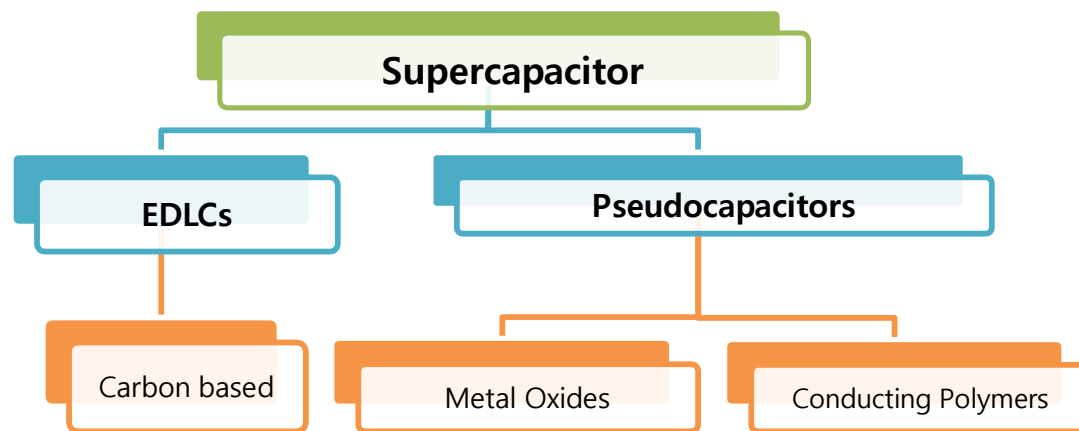 Supercapacitor
EDLCs
Pseudocapacitors
Carbon based
Metal Oxides
Conducting Polymers